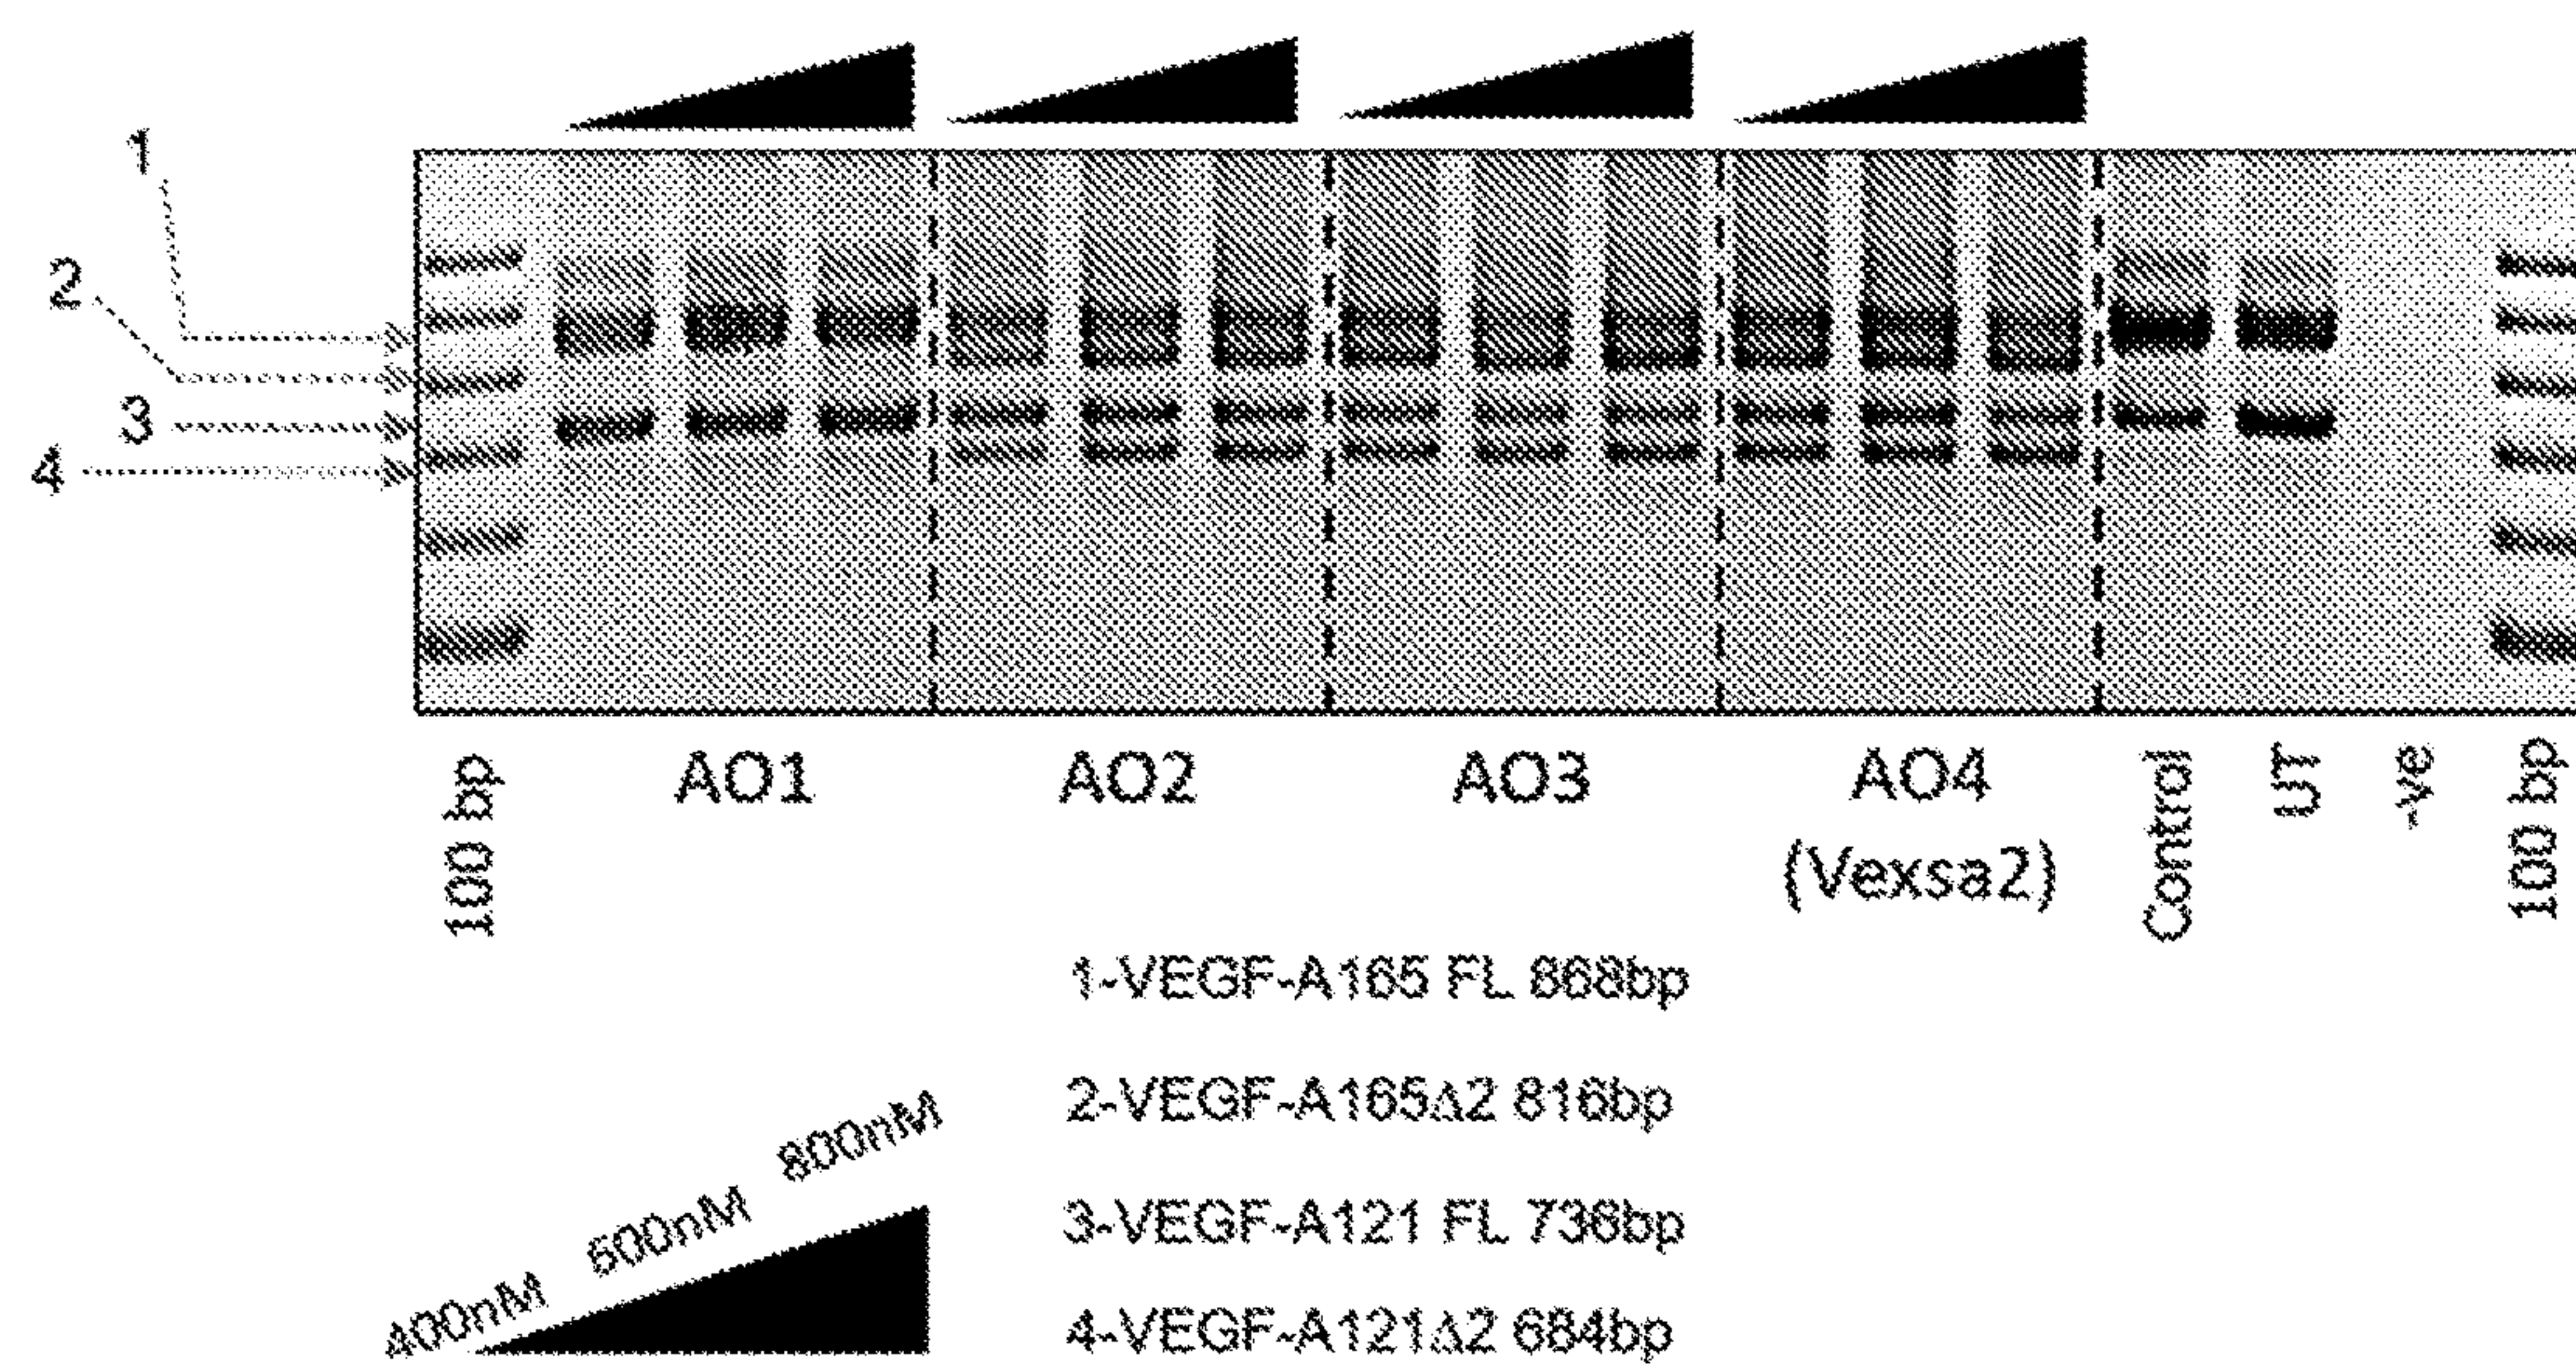 1
2
3
4
100 bp
AO1
AO2
AO3
AO4
(Vexsa2)
Control
UT
-ve
100 bp
1-VEGF-A165 FL 868bp
2-VEGF-A165Δ2 816bp
3-VEGF-A121 FL 736bp
4-VEGF-A121Δ2 684bp
400nM
600nM
800nM